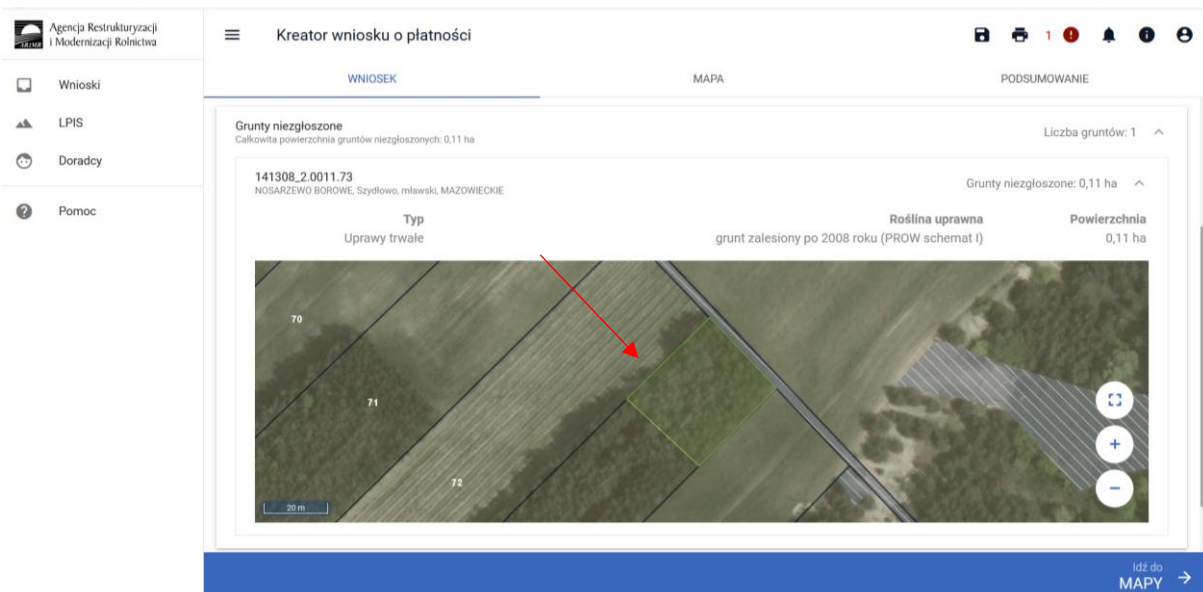 Agencja Restrukturyzacji
i Modernizacji Rolnictwa
ARiMR
Kreator wniosku o płatności
1
Wnioski
LPIS
Doradcy
Pomoc
WNIOSEK
MAPA
PODSUMOWANIE
Grunty niezgłoszone
Całkowita powierzchnia gruntów niezgłoszonych: 0,11 ha
Liczba gruntów: 1
141308_2.0011.73
NOSARZEWO BOROWE, Szydłowo, mławski, MAZOWIECKIE
Grunty niezgłoszone: 0,11 ha
Typ
Roślina uprawna
Powierzchnia
Uprawy trwałe
grunt zalesiony po 2008 roku (PROW schemat I)
0,11 ha
70
71
72
20 m
Idź do
MAPY